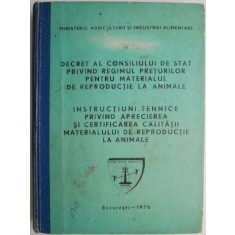 MINISTERUL AGRICULTURII ȘI INDUSTRIEI ALIMENTARE
DECRET AL CONSILIULUI DE STAT
PRIVIND REGIMUL PREȚURILOR
PENTRU MATERIALUL
DE REPRODUCȚIE LA ANIMALE
INSTRUCȚIUNI TEHNICE
PRIVIND APRECIEREA
ȘI CERTIFICAREA CALITĂȚII
MATERIALULUI DE REPRODUCȚIE
LA ANIMALE
București - 1976